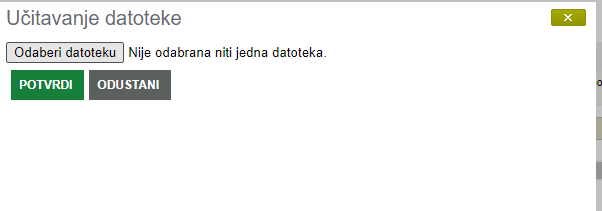 Učitavanje datoteke
Odaberi datoteku Nije odabrana niti jedna datoteka.
POTVRDI ODUSTANI